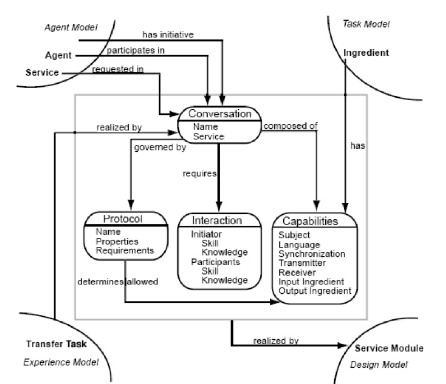 Agent Model
Task Model
has initiative
Agent
participates in
Ingredient
Service
requested in
Conversation
Name
Service
realized by
composed of
governed by
has
requires
Protocol
Name
Properties
Requirements
Interaction
Initiator
Skill
Knowledge
Participants
Skill
Knowledge
Capabilities
Subject
Language
Synchronization
Transmitter
Receiver
Input Ingredient
Output Ingredient
determines allowed
Transfer Task
Experience Model
realized by
Service Module
Design Model